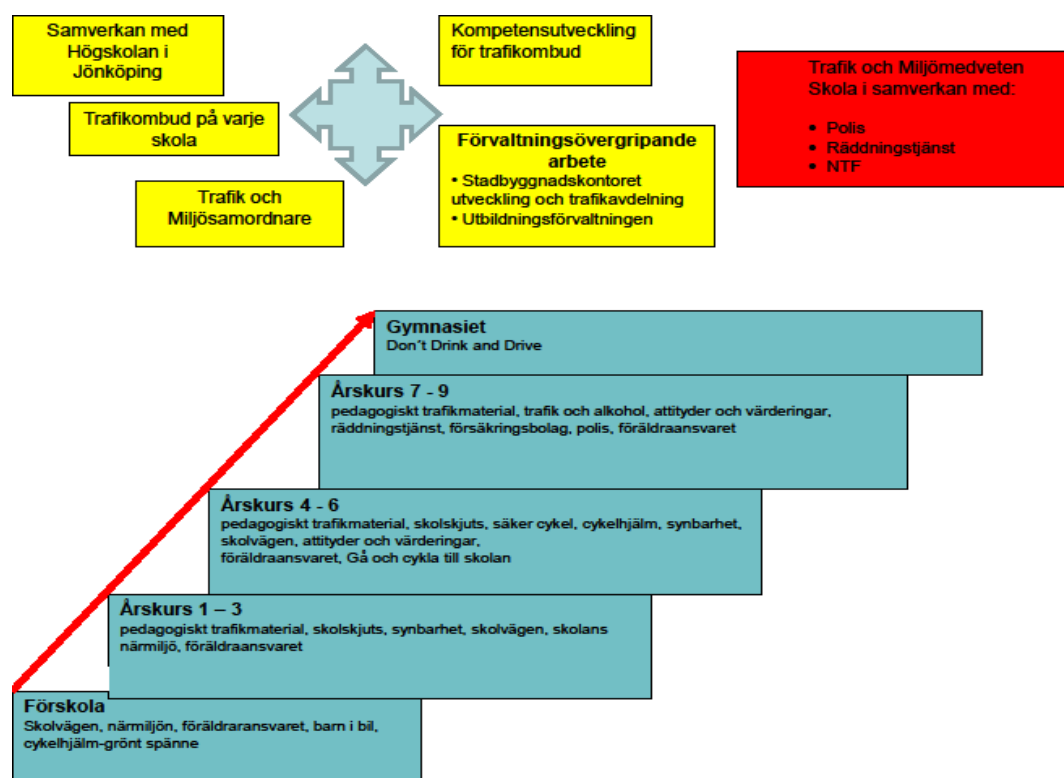 Samverkan med
Högskolan i
Jönköping
Kompetensutveckling
för trafikombud
Trafikombud på varje
skola
Förvaltningsövergripande
arbete
• Stadbyggnadskontoret
utveckling och trafikavdelning
• Utbildningsförvaltningen
Trafik och
Miljösamordnare
Trafik och Miljömedveten
Skola i samverkan med:
• Polis
• Räddningstjänst
• NTF
Gymnasiet
Don´t Drink and Drive
Årskurs 7 - 9
pedagogiskt trafikmaterial, trafik och alkohol, attityder och värderingar,
räddningstjänst, försäkringsbolag, polis, föräldraansvaret
Årskurs 4 - 6
pedagogiskt trafikmaterial, skolskjuts, säker cykel, cykelhjälm, synbarhet,
skolvägen, attityder och värderingar,
föräldraansvaret, Gå och cykla till skolan
Årskurs 1 – 3
pedagogiskt trafikmaterial, skolskjuts, synbarhet, skolvägen, skolans
närmiljö, föräldraansvaret
Förskola
Skolvägen, närmiljön, föräldraransvaret, barn i bil,
cykelhjälm-grönt spänne